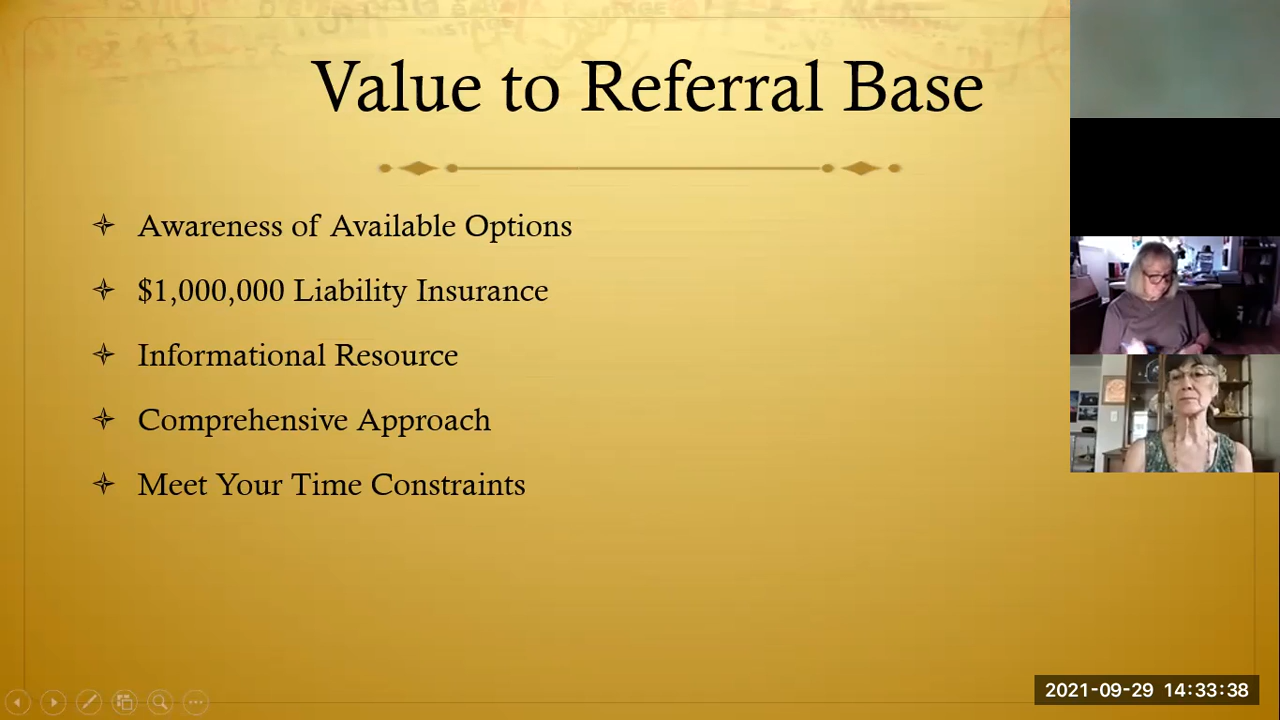 Value to Referral Base
Awareness of Available Options
$1,000,000 Liability Insurance
Informational Resource
Comprehensive Approach
Meet Your Time Constraints
2021-09-29 14:33:38